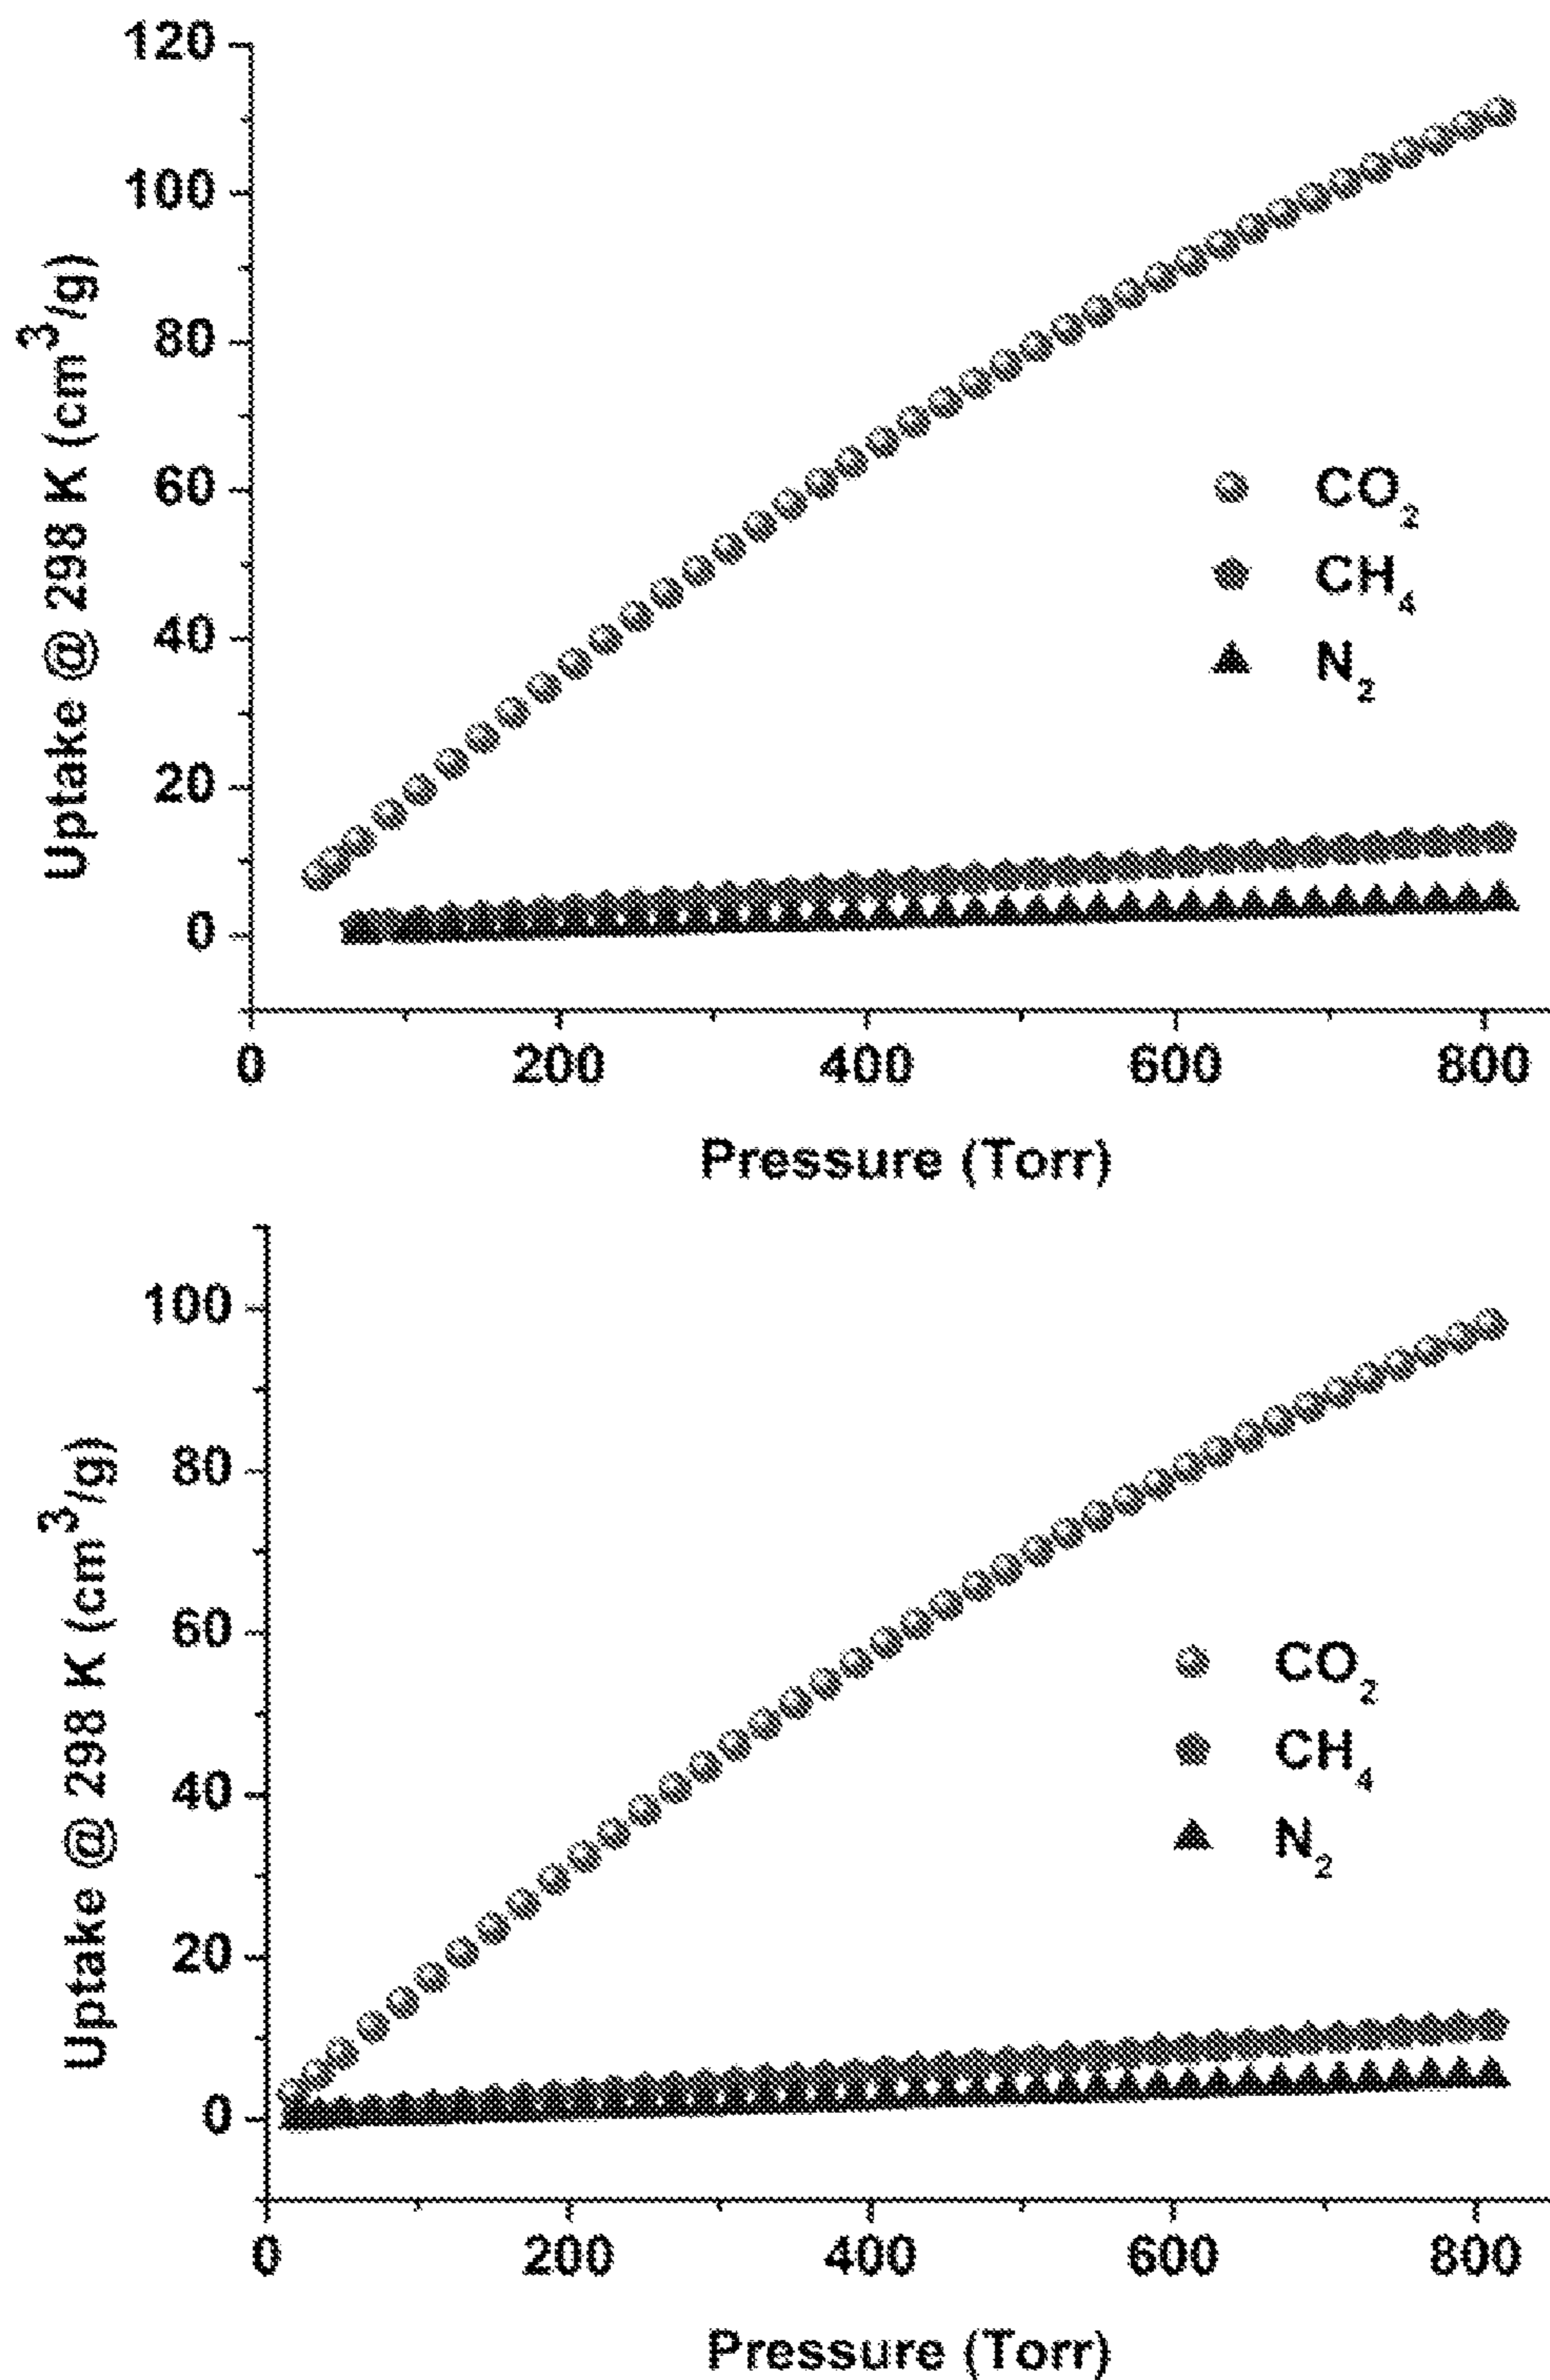 120
100
80
60
40
20
0
Uptake @ 298 K (cm³/g)
CO₂
CH₄
N₂
0 200 400 600 800
Pressure (Torr)
100
80
60
40
20
0
Uptake @ 298 K (cm³/g)
CO₂
CH₄
N₂
0 200 400 600 800
Pressure (Torr)